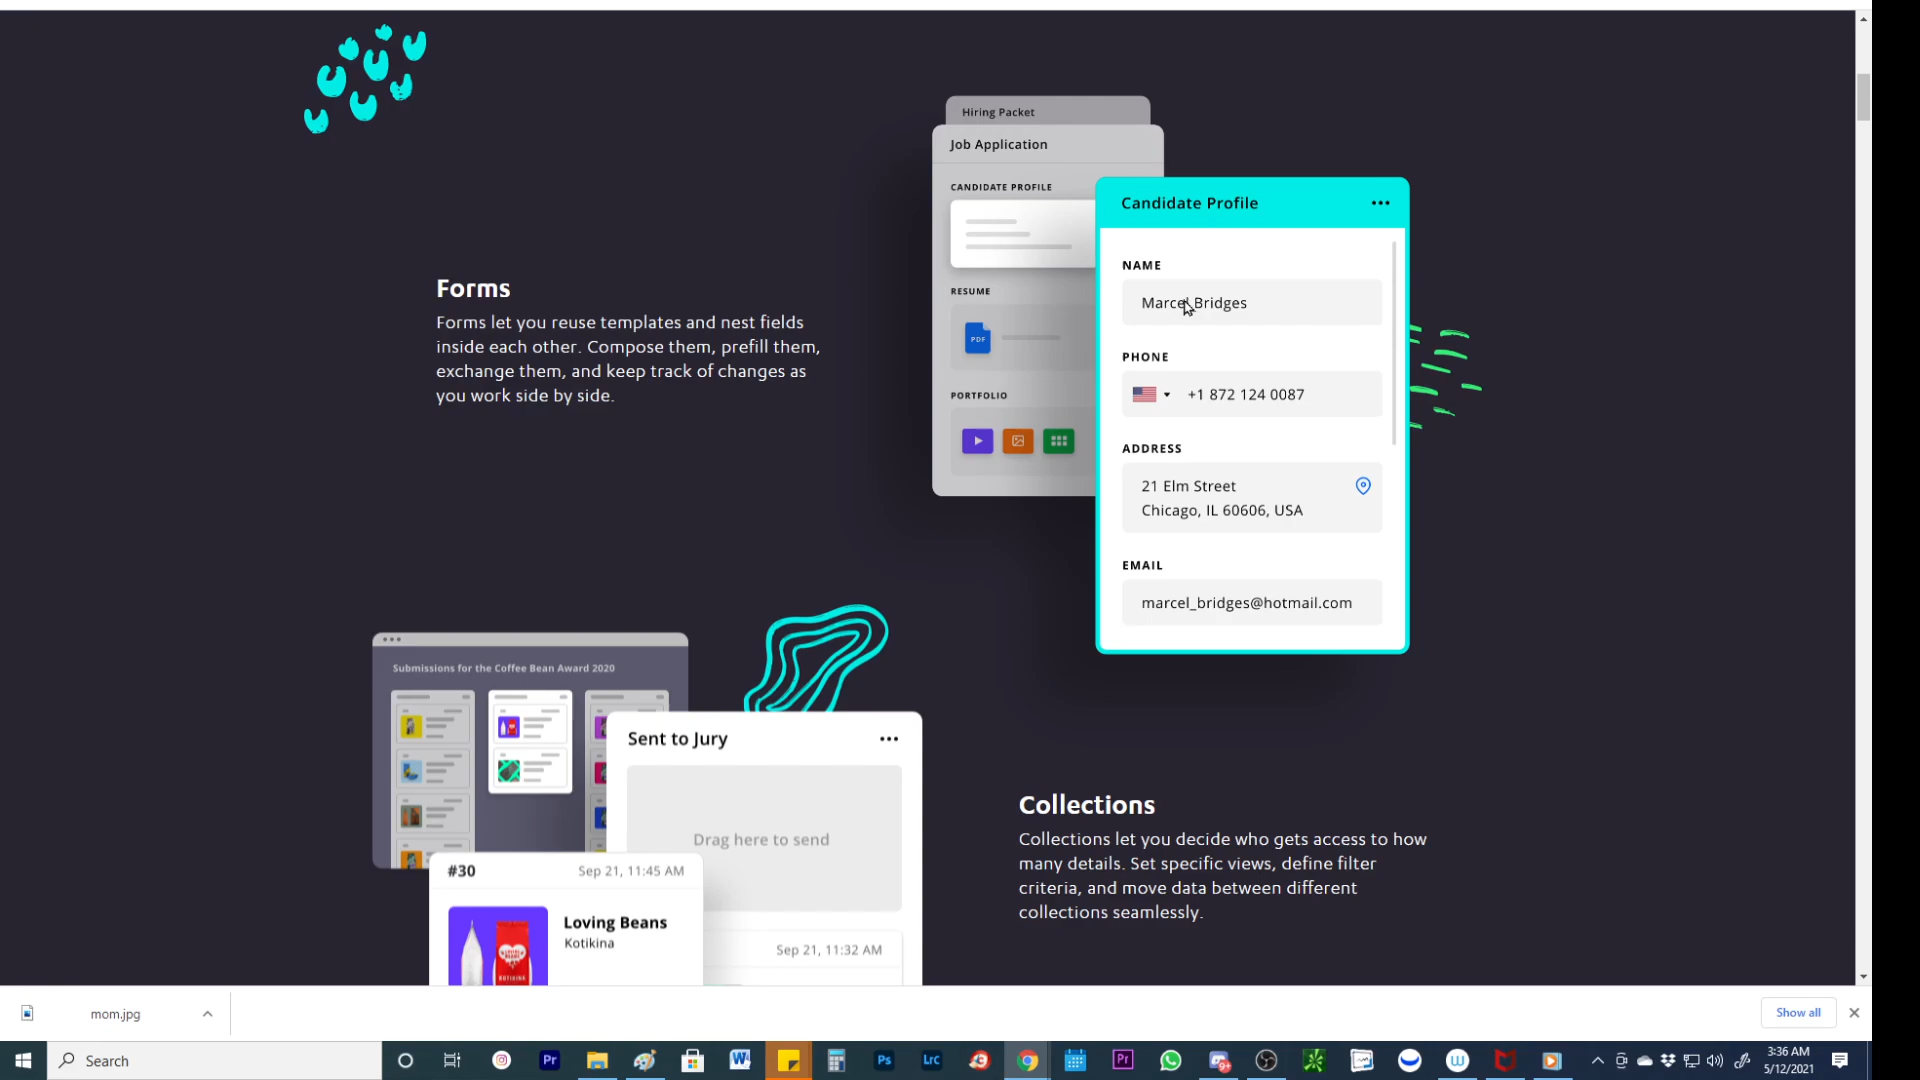 Hiring Packet
Job Application
CANDIDATE PROFILE
RESUME
PDF
PORTFOLIO
Candidate Profile
NAME
Marcel Bridges
PHONE
+1 872 124 0087
ADDRESS
21 Elm Street
Chicago, IL 60606, USA
EMAIL
marcel_bridges@hotmail.com
Forms
Forms let you reuse templates and nest fields
inside each other. Compose them, prefill them,
exchange them, and keep track of changes as
you work side by side.
Submissions for the Coffee Bean Award 2020
Sent to Jury
Drag here to send
#30
Sep 21, 11:45 AM
Loving Beans
Kotikina
Sep 21, 11:32 AM
Collections
Collections let you decide who gets access to how
many details. Set specific views, define filter
criteria, and move data between different
collections seamlessly.
mom.jpg
Show all
Search
Pr
W
Ps
Lrc
Pr
9+
W
3:36 AM
5/12/2021